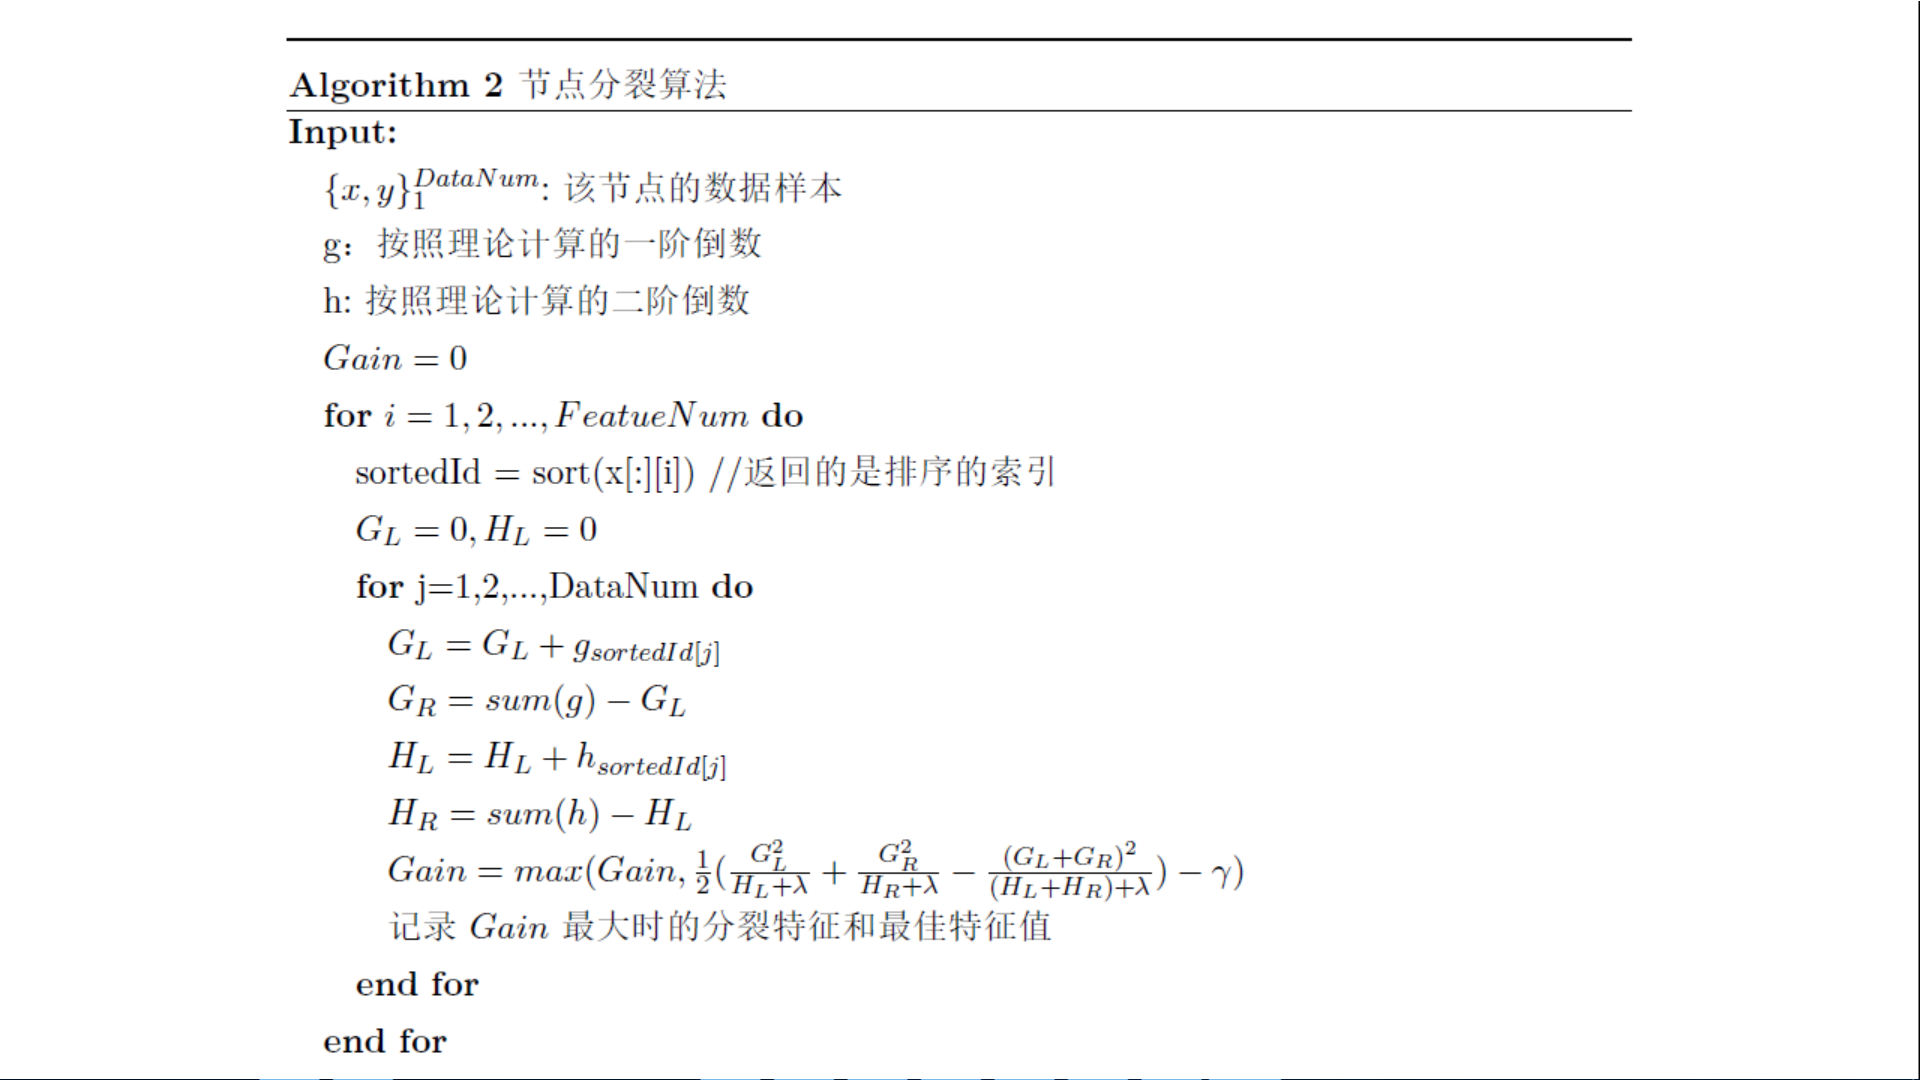 Algorithm 2 节点分裂算法
Input:
{x, y}_1^{DataNum}: 该节点的数据样本
g：按照理论计算的一阶倒数
h: 按照理论计算的二阶倒数
Gain = 0
for i = 1, 2, ..., FeatueNum do
sortedId = sort(x[:][i]) //返回的是排序的索引
G_L = 0, H_L = 0
for j=1,2,...,DataNum do
G_L = G_L + g_{sortedId[j]}
G_R = sum(g) − G_L
H_L = H_L + h_{sortedId[j]}
H_R = sum(h) − H_L
Gain = max(Gain, \frac{1}{2}(\frac{G_L^2}{H_L+λ} + \frac{G_R^2}{H_R+λ} − \frac{(G_L+G_R)^2}{(H_L+H_R)+λ}) − γ)
记录 Gain 最大时的分裂特征和最佳特征值
end for
end for